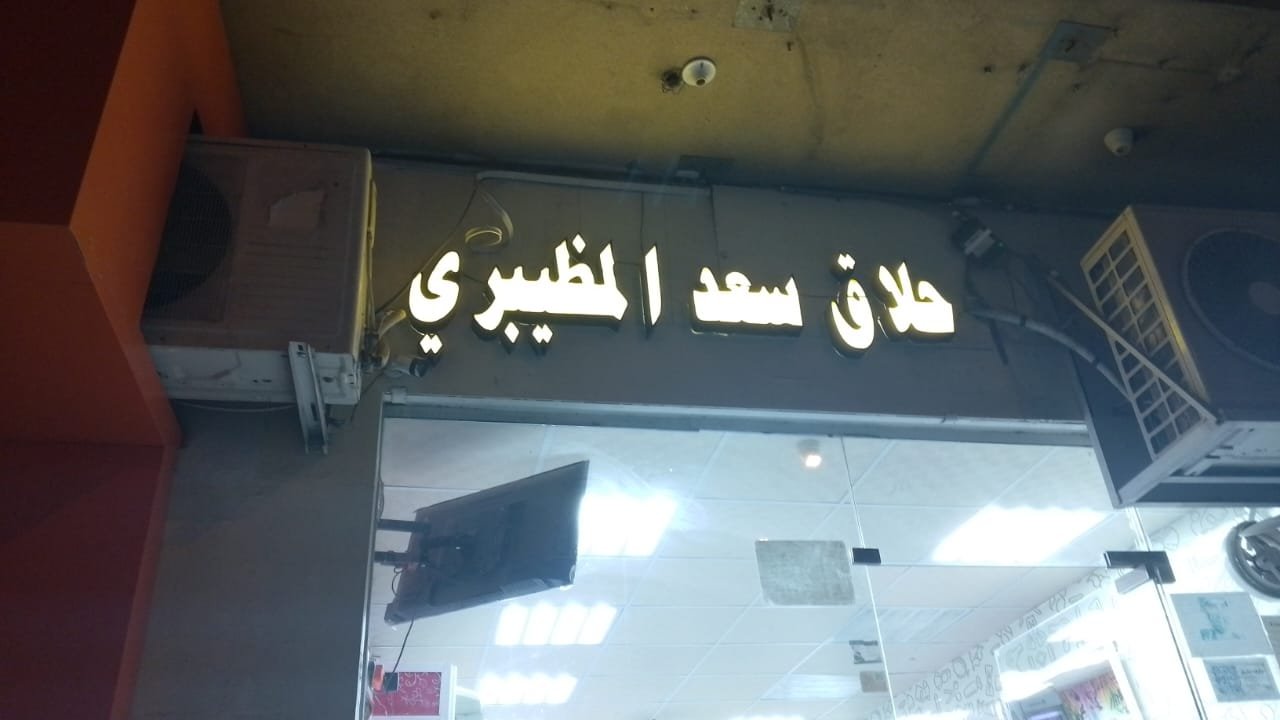 حلاق سعد المظيبري